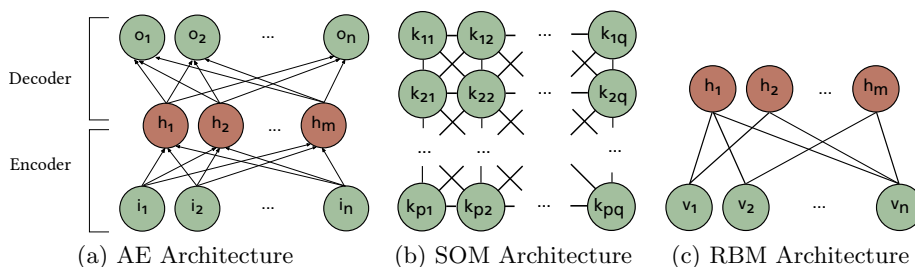 o1 o2 ... on
Decoder
h1 h2 ... hm
Encoder
i1 i2 ... in
(a) AE Architecture
k11 k12 ... k1q
k21 k22 k2q
... ... ...
kp1 kp2 ... kpq
(b) SOM Architecture
h1 h2 ... hm
v1 v2 ... vn
(c) RBM Architecture